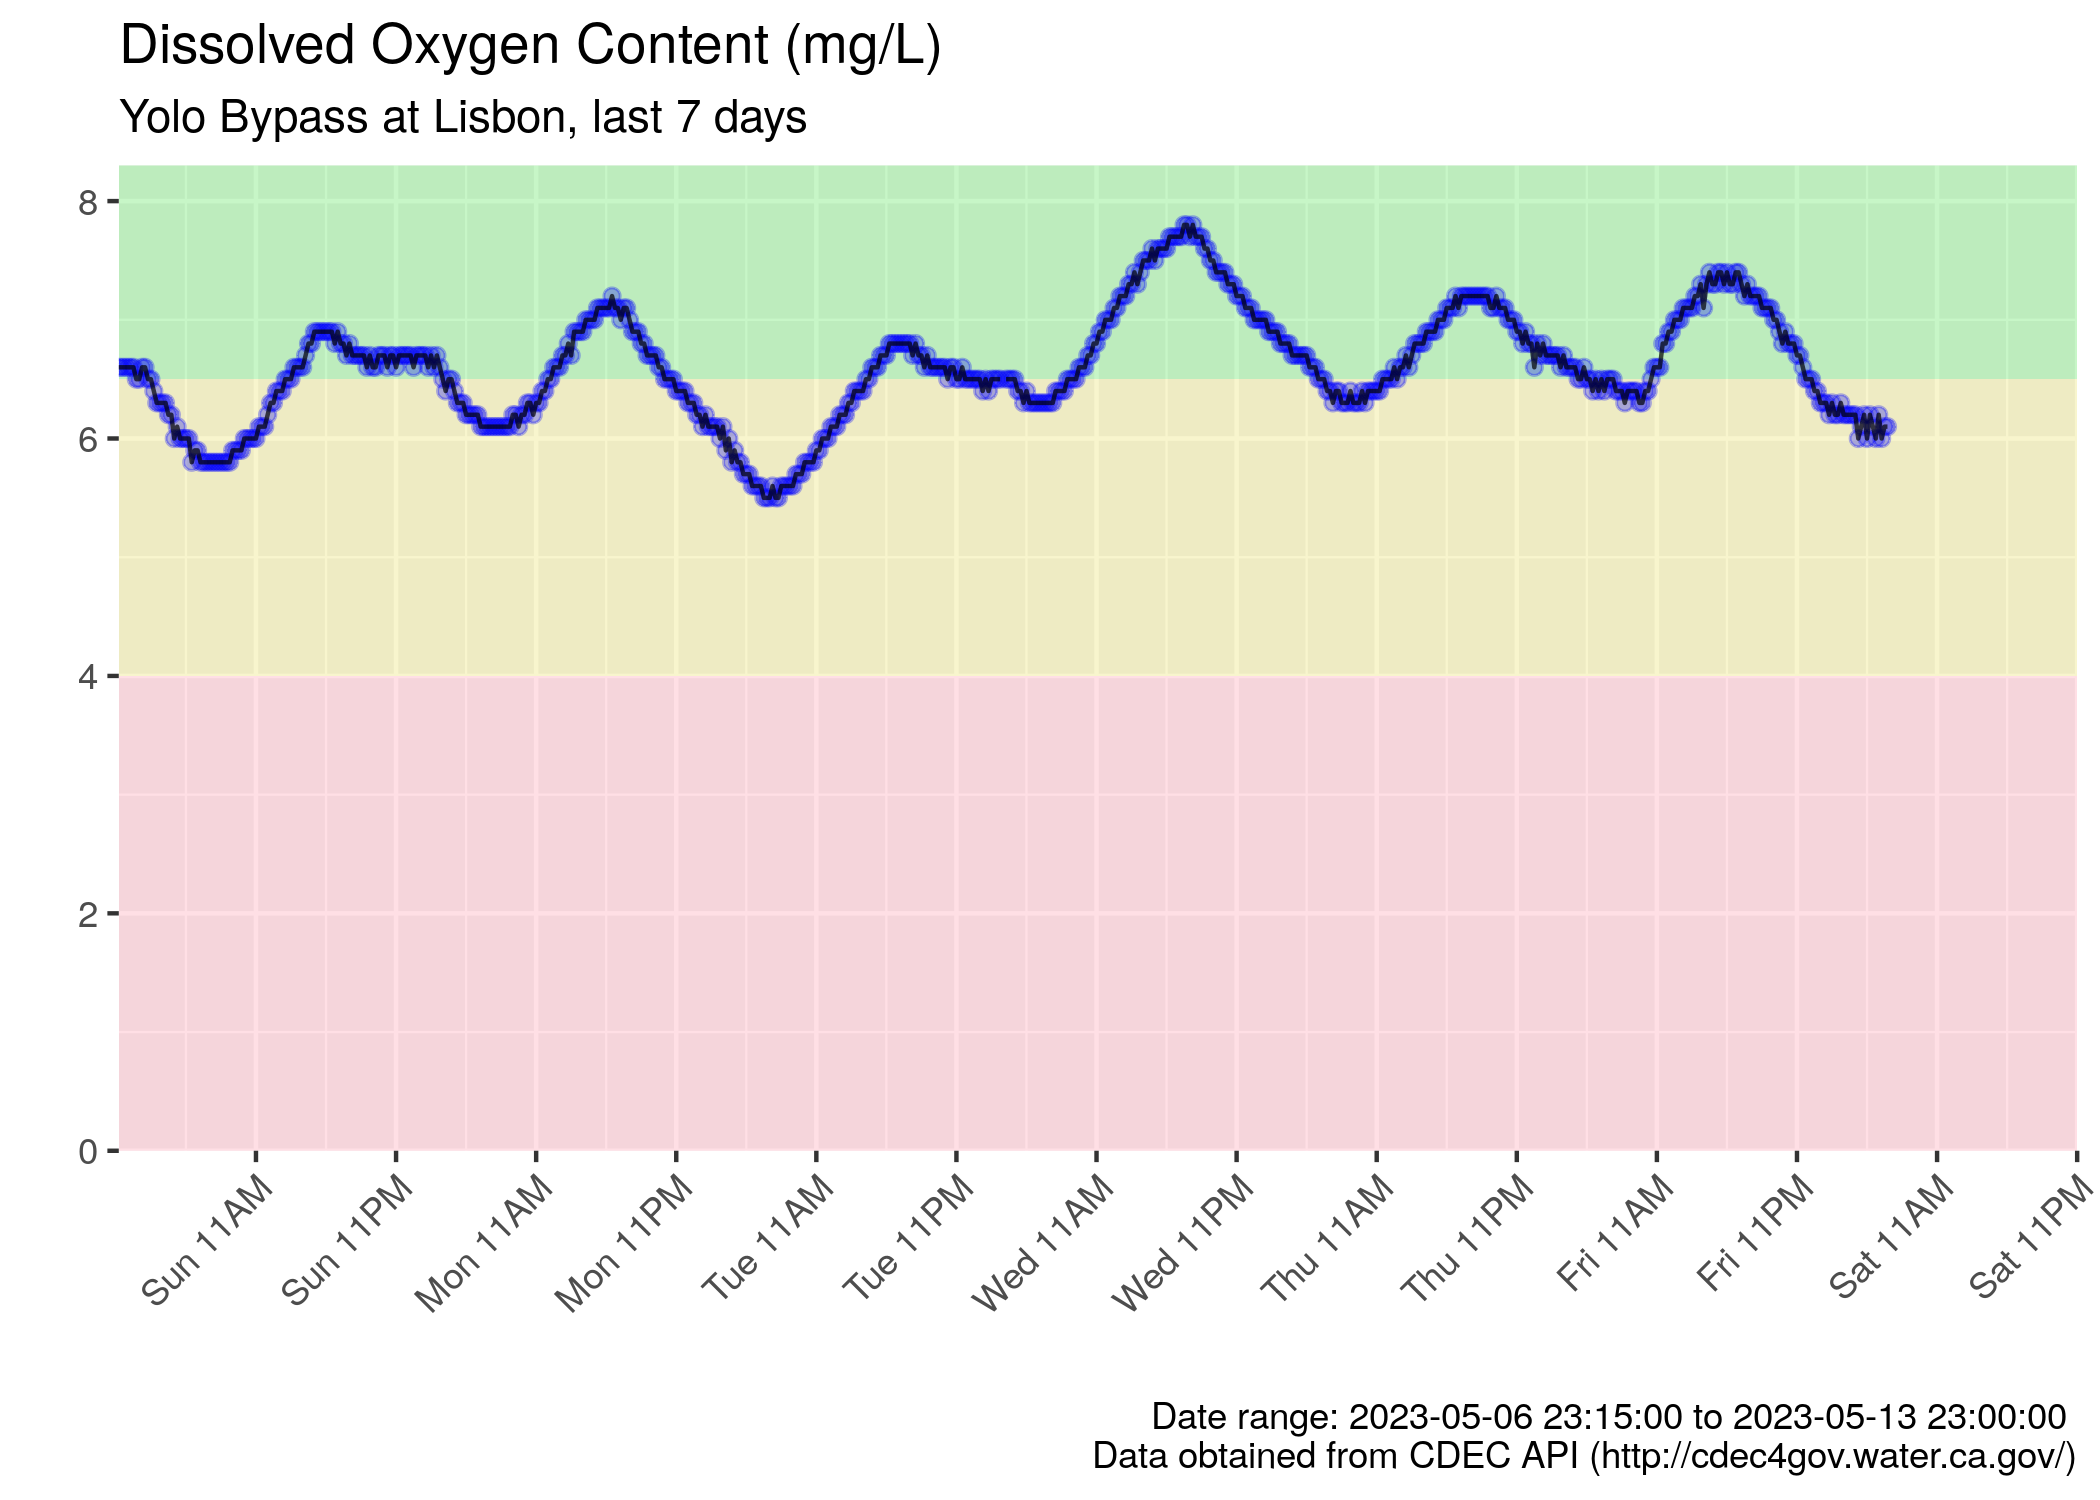 Dissolved Oxygen Content (mg/L)
Yolo Bypass at Lisbon, last 7 days
8
6
4
2
0
Sun 11AM
Sun 11PM
Mon 11AM
Mon 11PM
Tue 11AM
Tue 11PM
Wed 11AM
Wed 11PM
Thu 11AM
Thu 11PM
Fri 11AM
Fri 11PM
Sat 11AM
Sat 11PM
Date range: 2023-05-06 23:15:00 to 2023-05-13 23:00:00
Data obtained from CDEC API (http://cdec4gov.water.ca.gov/)